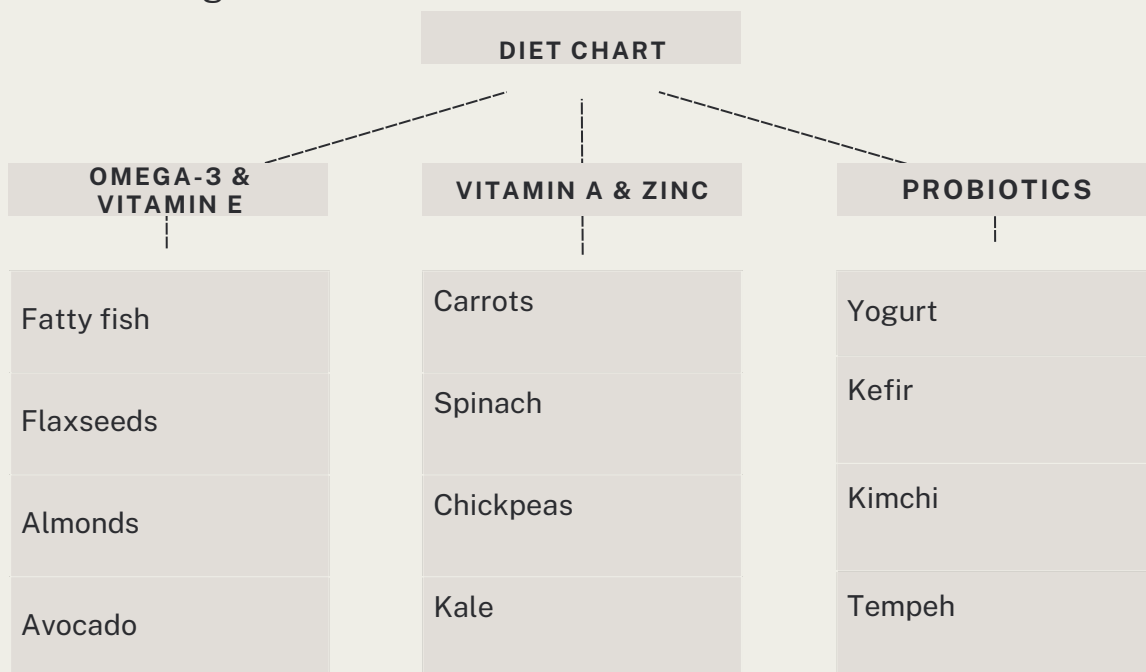 DIET CHART
OMEGA-3 &
VITAMIN E
VITAMIN A & ZINC
PROBIOTICS
Fatty fish
Flaxseeds
Almonds
Avocado
Carrots
Spinach
Chickpeas
Kale
Yogurt
Kefir
Kimchi
Tempeh